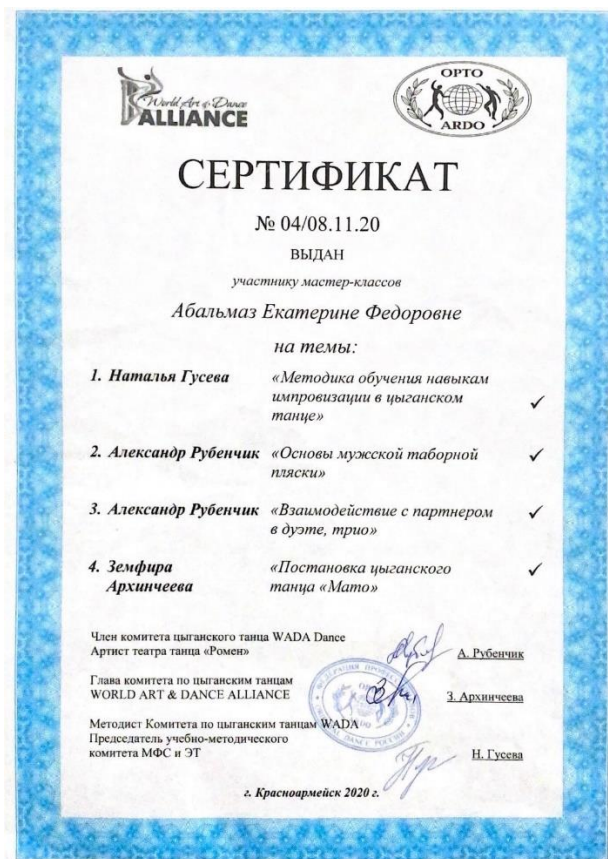 World Art & Dance
ALLIANCE
ОРТО
ARDO
СЕРТИФИКАТ
№ 04/08.11.20
ВЫДАН
участнику мастер-классов
Абальмаз Екатерине Федоровне
на темы:
1. Наталья Гусева «Методика обучения навыкам
импровизации в цыганском
танце» ✓
2. Александр Рубенчик «Основы мужской таборной
пляски» ✓
3. Александр Рубенчик «Взаимодействие с партнером
в дуэте, трио» ✓
4. Земфира «Постановка цыганского
Архинчеева танца «Мато» ✓
Член комитета цыганского танца WADA Dance
Артист театра танца «Ромен» А. Рубенчик
Глава комитета по цыганским танцам
WORLD ART & DANCE ALLIANCE З. Архинчеева
Методист Комитета по цыганским танцам WADA
Председатель учебно-методического
комитета МФС и ЭТ Н. Гусева
г. Красноармейск 2020 г.